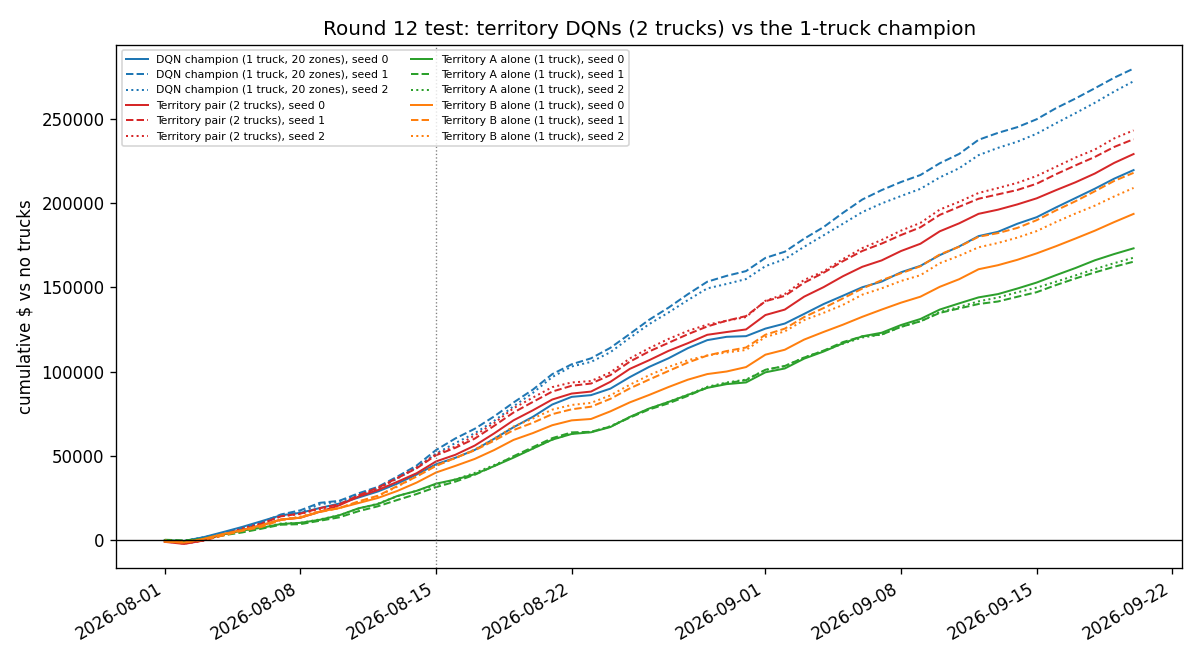 Round 12 test: territory DQNs (2 trucks) vs the 1-truck champion
DQN champion (1 truck, 20 zones), seed 0
DQN champion (1 truck, 20 zones), seed 1
DQN champion (1 truck, 20 zones), seed 2
Territory pair (2 trucks), seed 0
Territory pair (2 trucks), seed 1
Territory pair (2 trucks), seed 2
Territory A alone (1 truck), seed 0
Territory A alone (1 truck), seed 1
Territory A alone (1 truck), seed 2
Territory B alone (1 truck), seed 0
Territory B alone (1 truck), seed 1
Territory B alone (1 truck), seed 2
cumulative $ vs no trucks
250000
200000
150000
100000
50000
0
2026-08-01
2026-08-08
2026-08-15
2026-08-22
2026-09-01
2026-09-08
2026-09-15
2026-09-22